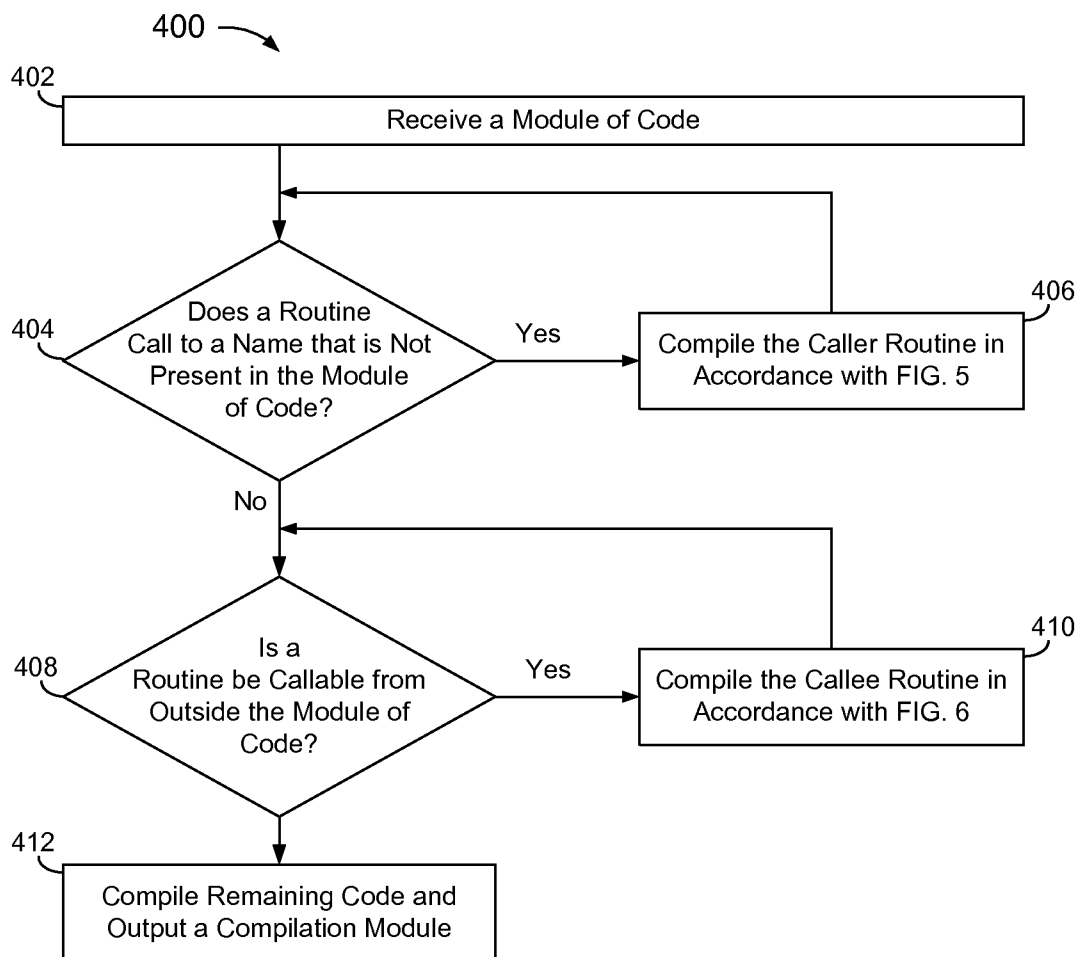 400
402
Receive a Module of Code
404
Does a Routine
Call to a Name that is Not
Present in the Module
of Code?
Yes
406
Compile the Caller Routine in
Accordance with FIG. 5
No
408
Is a
Routine be Callable from
Outside the Module of
Code?
Yes
410
Compile the Callee Routine in
Accordance with FIG. 6
412
Compile Remaining Code and
Output a Compilation Module